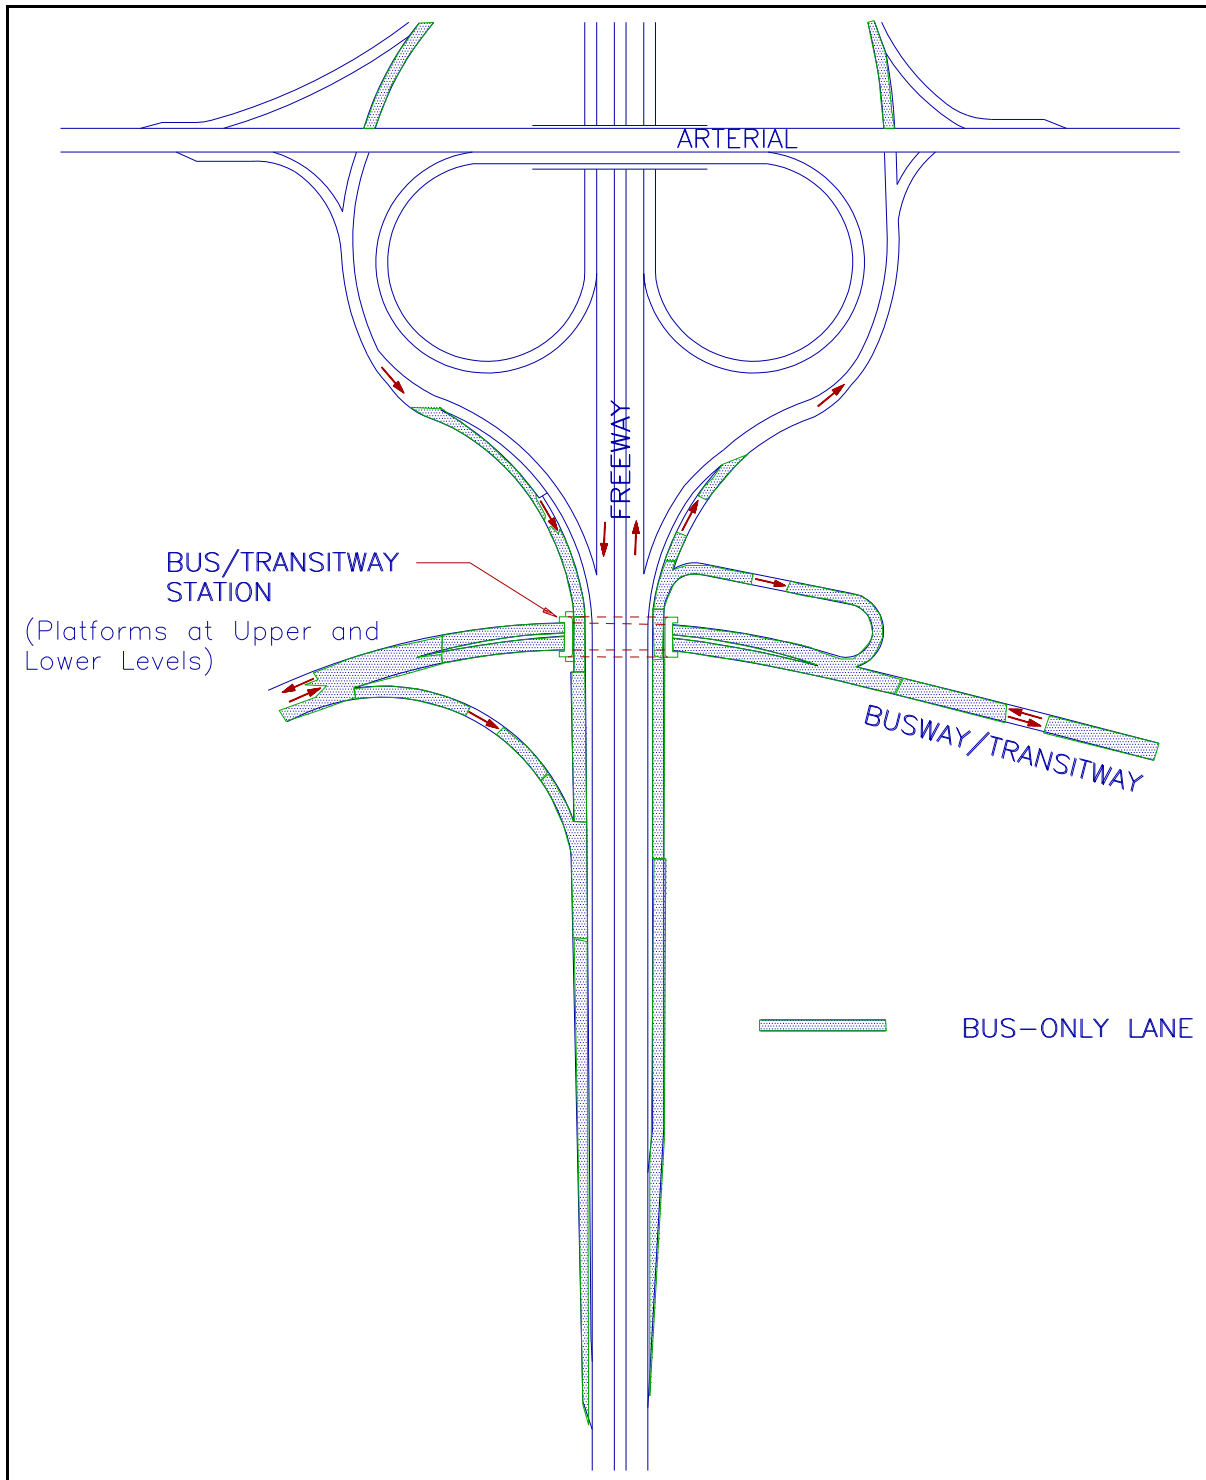 ARTERIAL
FREEWAY
BUS/TRANSITWAY
STATION
(Platforms at Upper and
Lower Levels)
BUSWAY/TRANSITWAY
BUS-ONLY LANE